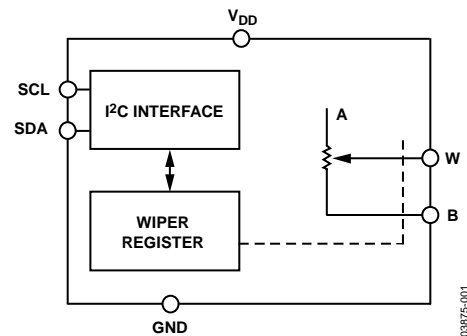 VDD
SCL
SDA
I²C INTERFACE
A
W
B
WIPER
REGISTER
GND
03875-001